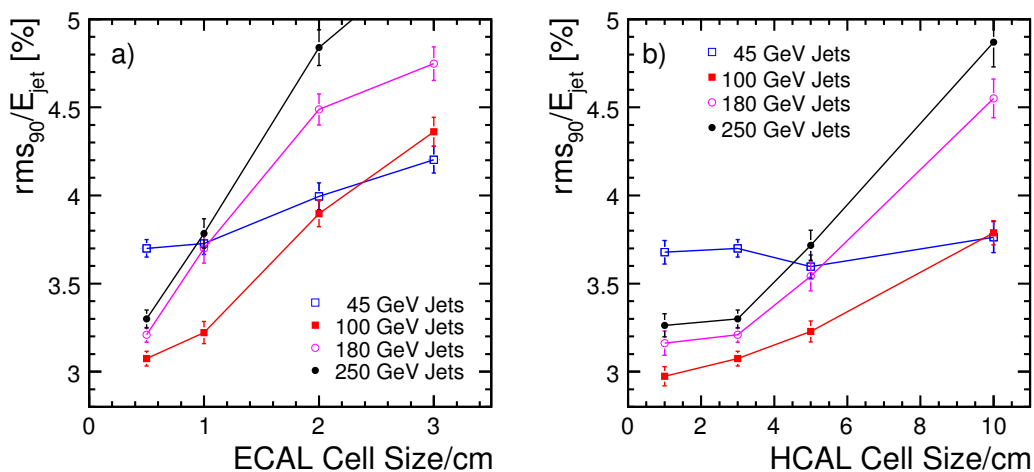 a)
rms90/Ejet [%]
5
4.5
4
3.5
3
0 1 2 3
ECAL Cell Size/cm
45 GeV Jets
100 GeV Jets
180 GeV Jets
250 GeV Jets
b)
rms90/Ejet [%]
5
4.5
4
3.5
3
0 2 4 6 8 10
HCAL Cell Size/cm
45 GeV Jets
100 GeV Jets
180 GeV Jets
250 GeV Jets